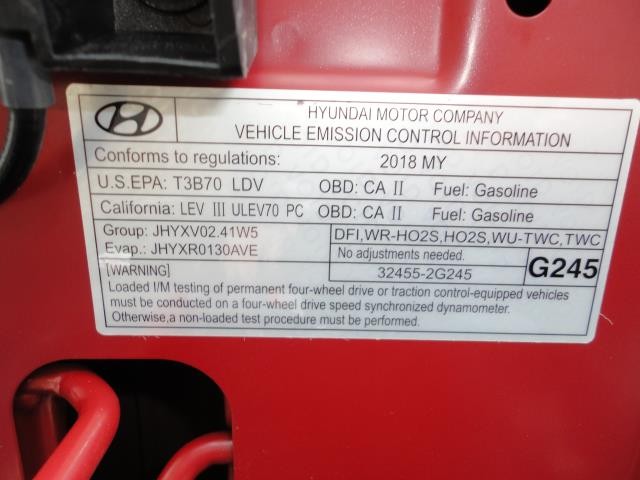 HYUNDAI MOTOR COMPANY
VEHICLE EMISSION CONTROL INFORMATION
Conforms to regulations: 2018 MY
U.S.EPA: T3B70 LDV OBD: CA II Fuel: Gasoline
California: LEV III ULEV70 PC OBD: CA II Fuel: Gasoline
Group: JHYXV02.41W5 DFI,WR-HO2S,HO2S,WU-TWC,TWC
Evap.: JHYXR0130AVE No adjustments needed.
[WARNING] 32455-2G245 G245
Loaded I/M testing of permanent four-wheel drive or traction control-equipped vehicles
must be conducted on a four-wheel drive speed synchronized dynamometer.
Otherwise,a non-loaded test procedure must be performed.